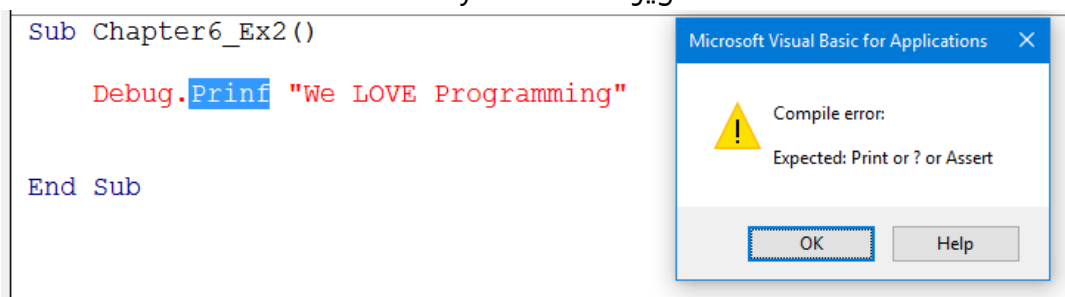 Sub Chapter6_Ex2()
Debug.Prinf "We LOVE Programming"
End Sub
Microsoft Visual Basic for Applications
Compile error:
Expected: Print or ? or Assert
OK
Help